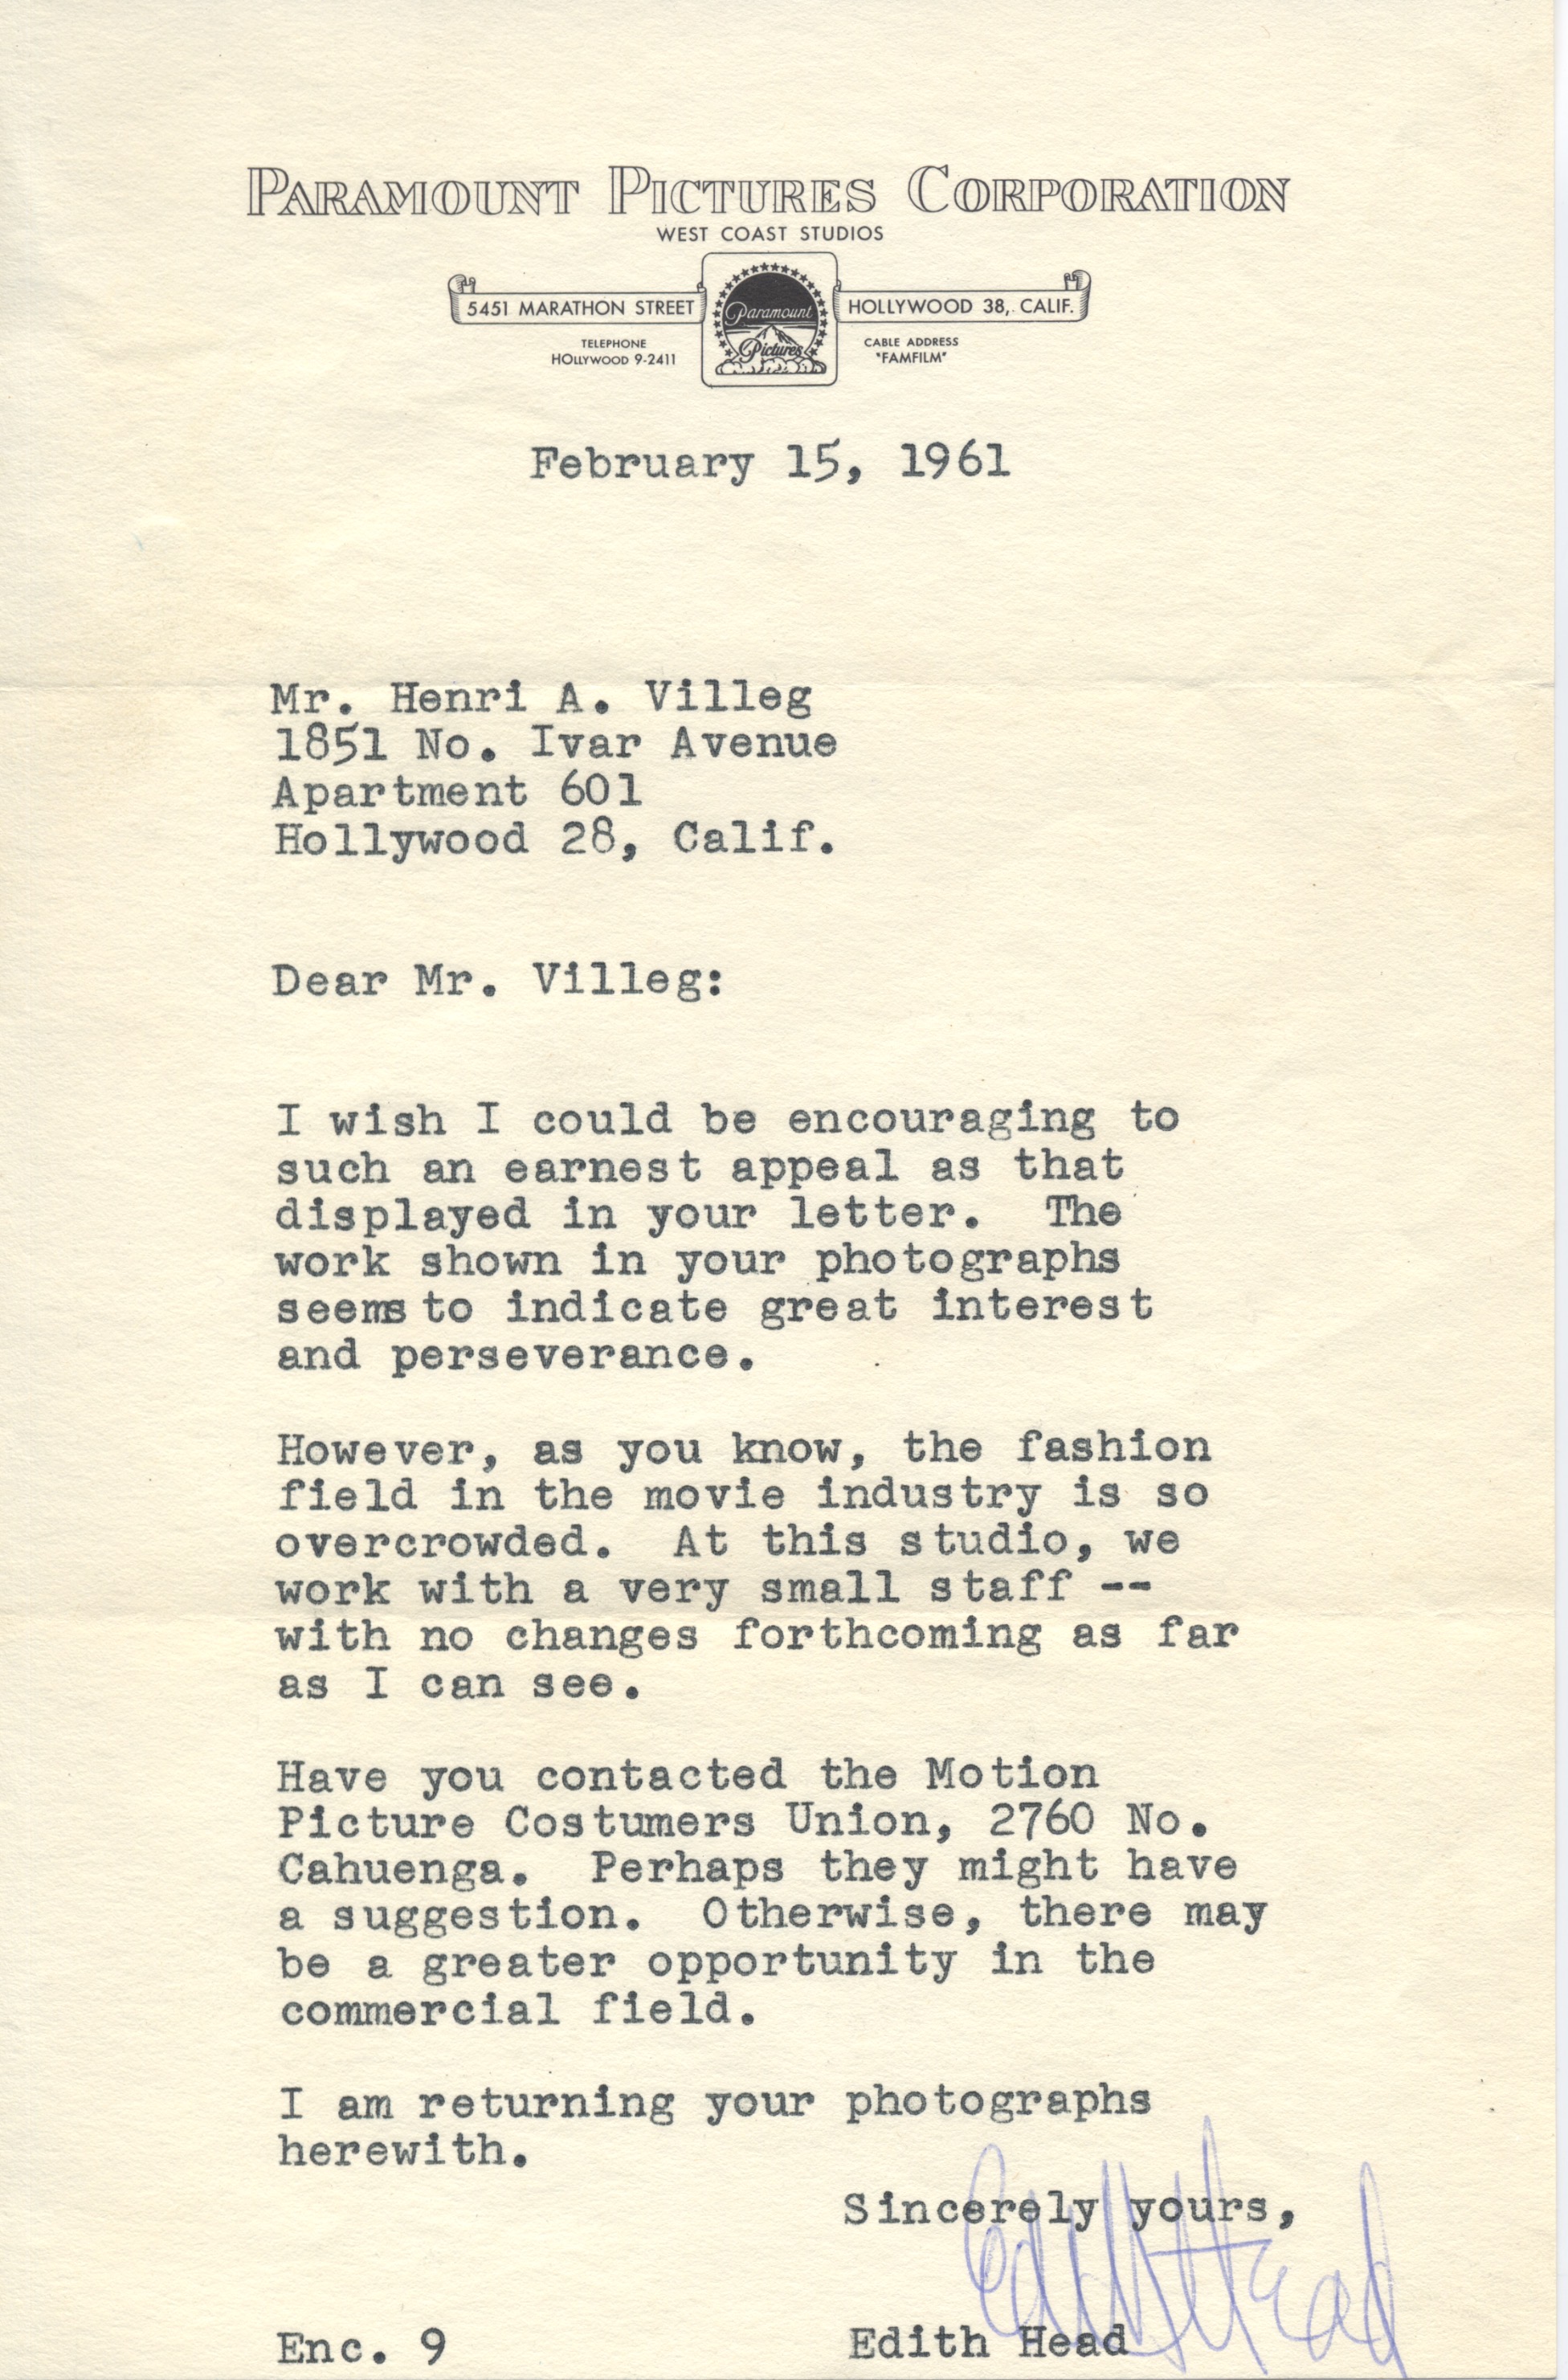 PARAMOUNT PICTURES CORPORATION
WEST COAST STUDIOS
5451 MARATHON STREET
Paramount
Pictures
HOLLYWOOD 38, CALIF.
TELEPHONE
HOLLYWOOD 9-2411
CABLE ADDRESS
"FAMFILM"
February 15, 1961
Mr. Henri A. Villeg
1851 No. Ivar Avenue
Apartment 601
Hollywood 28, Calif.
Dear Mr. Villeg:
I wish I could be encouraging to
such an earnest appeal as that
displayed in your letter. The
work shown in your photographs
seems to indicate great interest
and perseverance.
However, as you know, the fashion
field in the movie industry is so
overcrowded. At this studio, we
work with a very small staff --
with no changes forthcoming as far
as I can see.
Have you contacted the Motion
Picture Costumers Union, 2760 No.
Cahuenga. Perhaps they might have
a suggestion. Otherwise, there may
be a greater opportunity in the
commercial field.
I am returning your photographs
herewith.
Sincerely yours,
Edith Head
Edith Head
Enc. 9